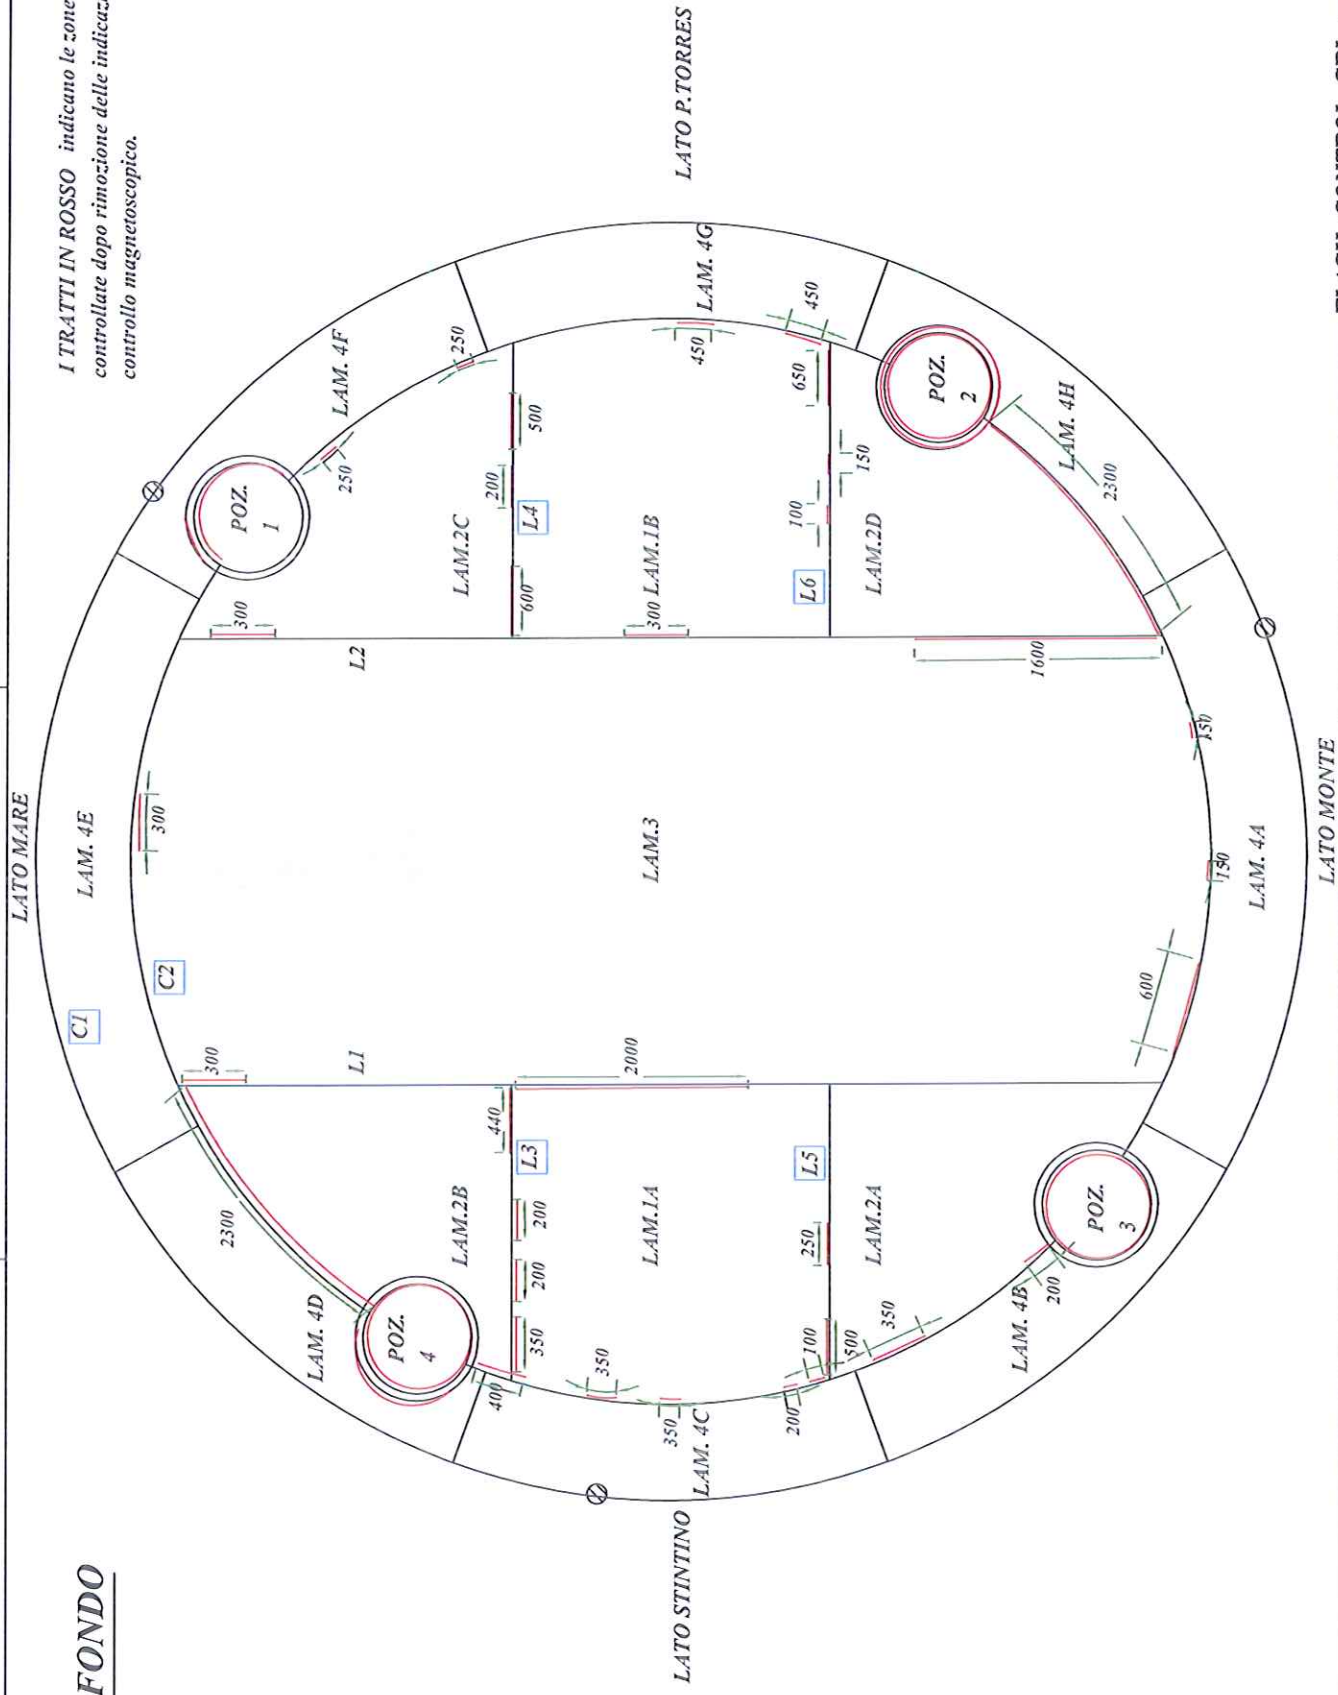 FONDO
I TRATTI IN ROSSO indicano le zone
controllate dopo rimozione delle
controllo magnetoscopico.
LATO MARE
LAM. 4E
C1
C2
300
LATO STINTINO
LATO P.TORRES
LATO MONTE
LAM. 4D
2300
POZ.
4
400
LAM.2B
300
L1
440
L3
200
200
350
LAM.1A
2000
350
350
LAM. 4C
200
100
500
250
L5
LAM.2A
350
LAM. 4B
200
POZ.
3
LAM.3
600
150
150
LAM. 4A
L2
300
POZ.
1
250
LAM. 4F
250
LAM.2C
500
200
L4
600
LAM.1B
300
450
LAM. 4G
450
650
150
100
L6
LAM.2D
1600
POZ.
2
LAM. 4H
2300